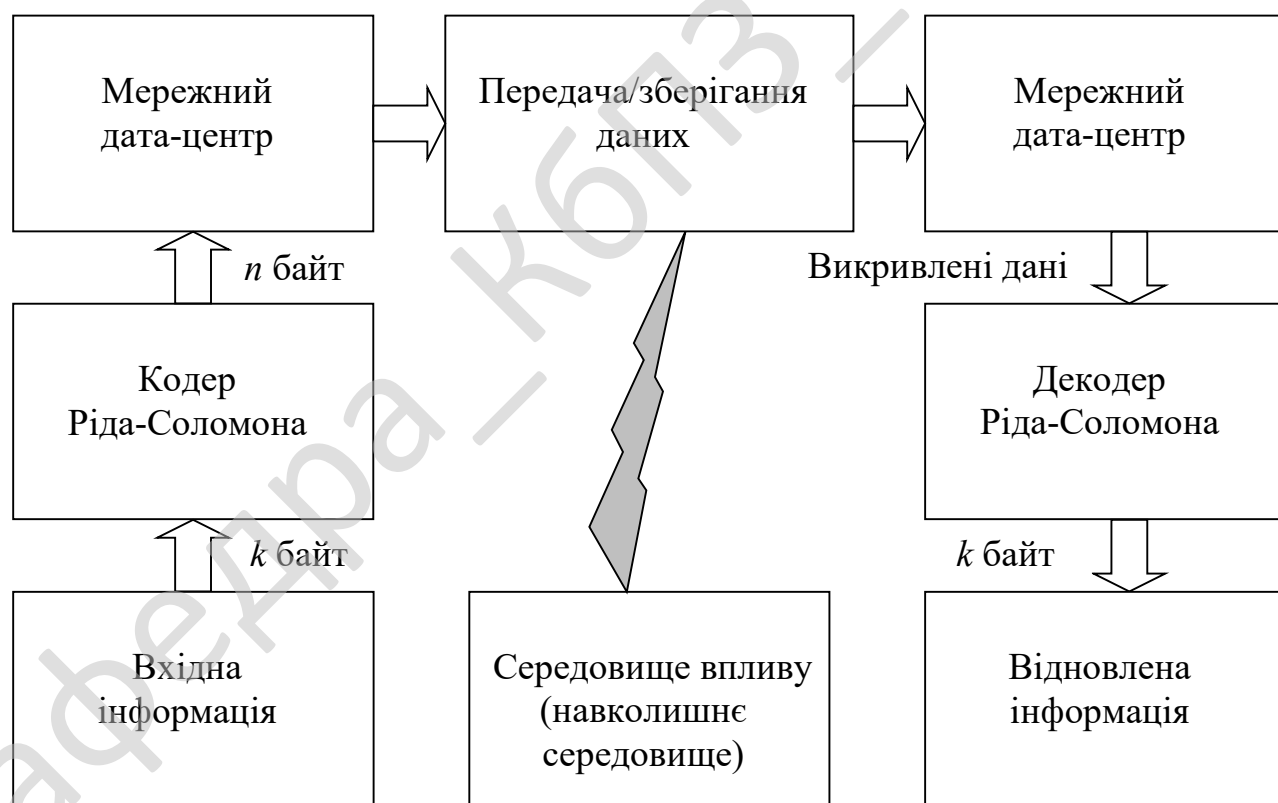 Мережний
дата-центр
Передача/зберігання
даних
Мережний
дата-центр
n байт
Викривлені дані
Кодер
Ріда-Соломона
Декодер
Ріда-Соломона
k байт
k байт
Вхідна
інформація
Середовище впливу
(навколишнє
середовище)
Відновлена
інформація
афедра_КбПЗ_